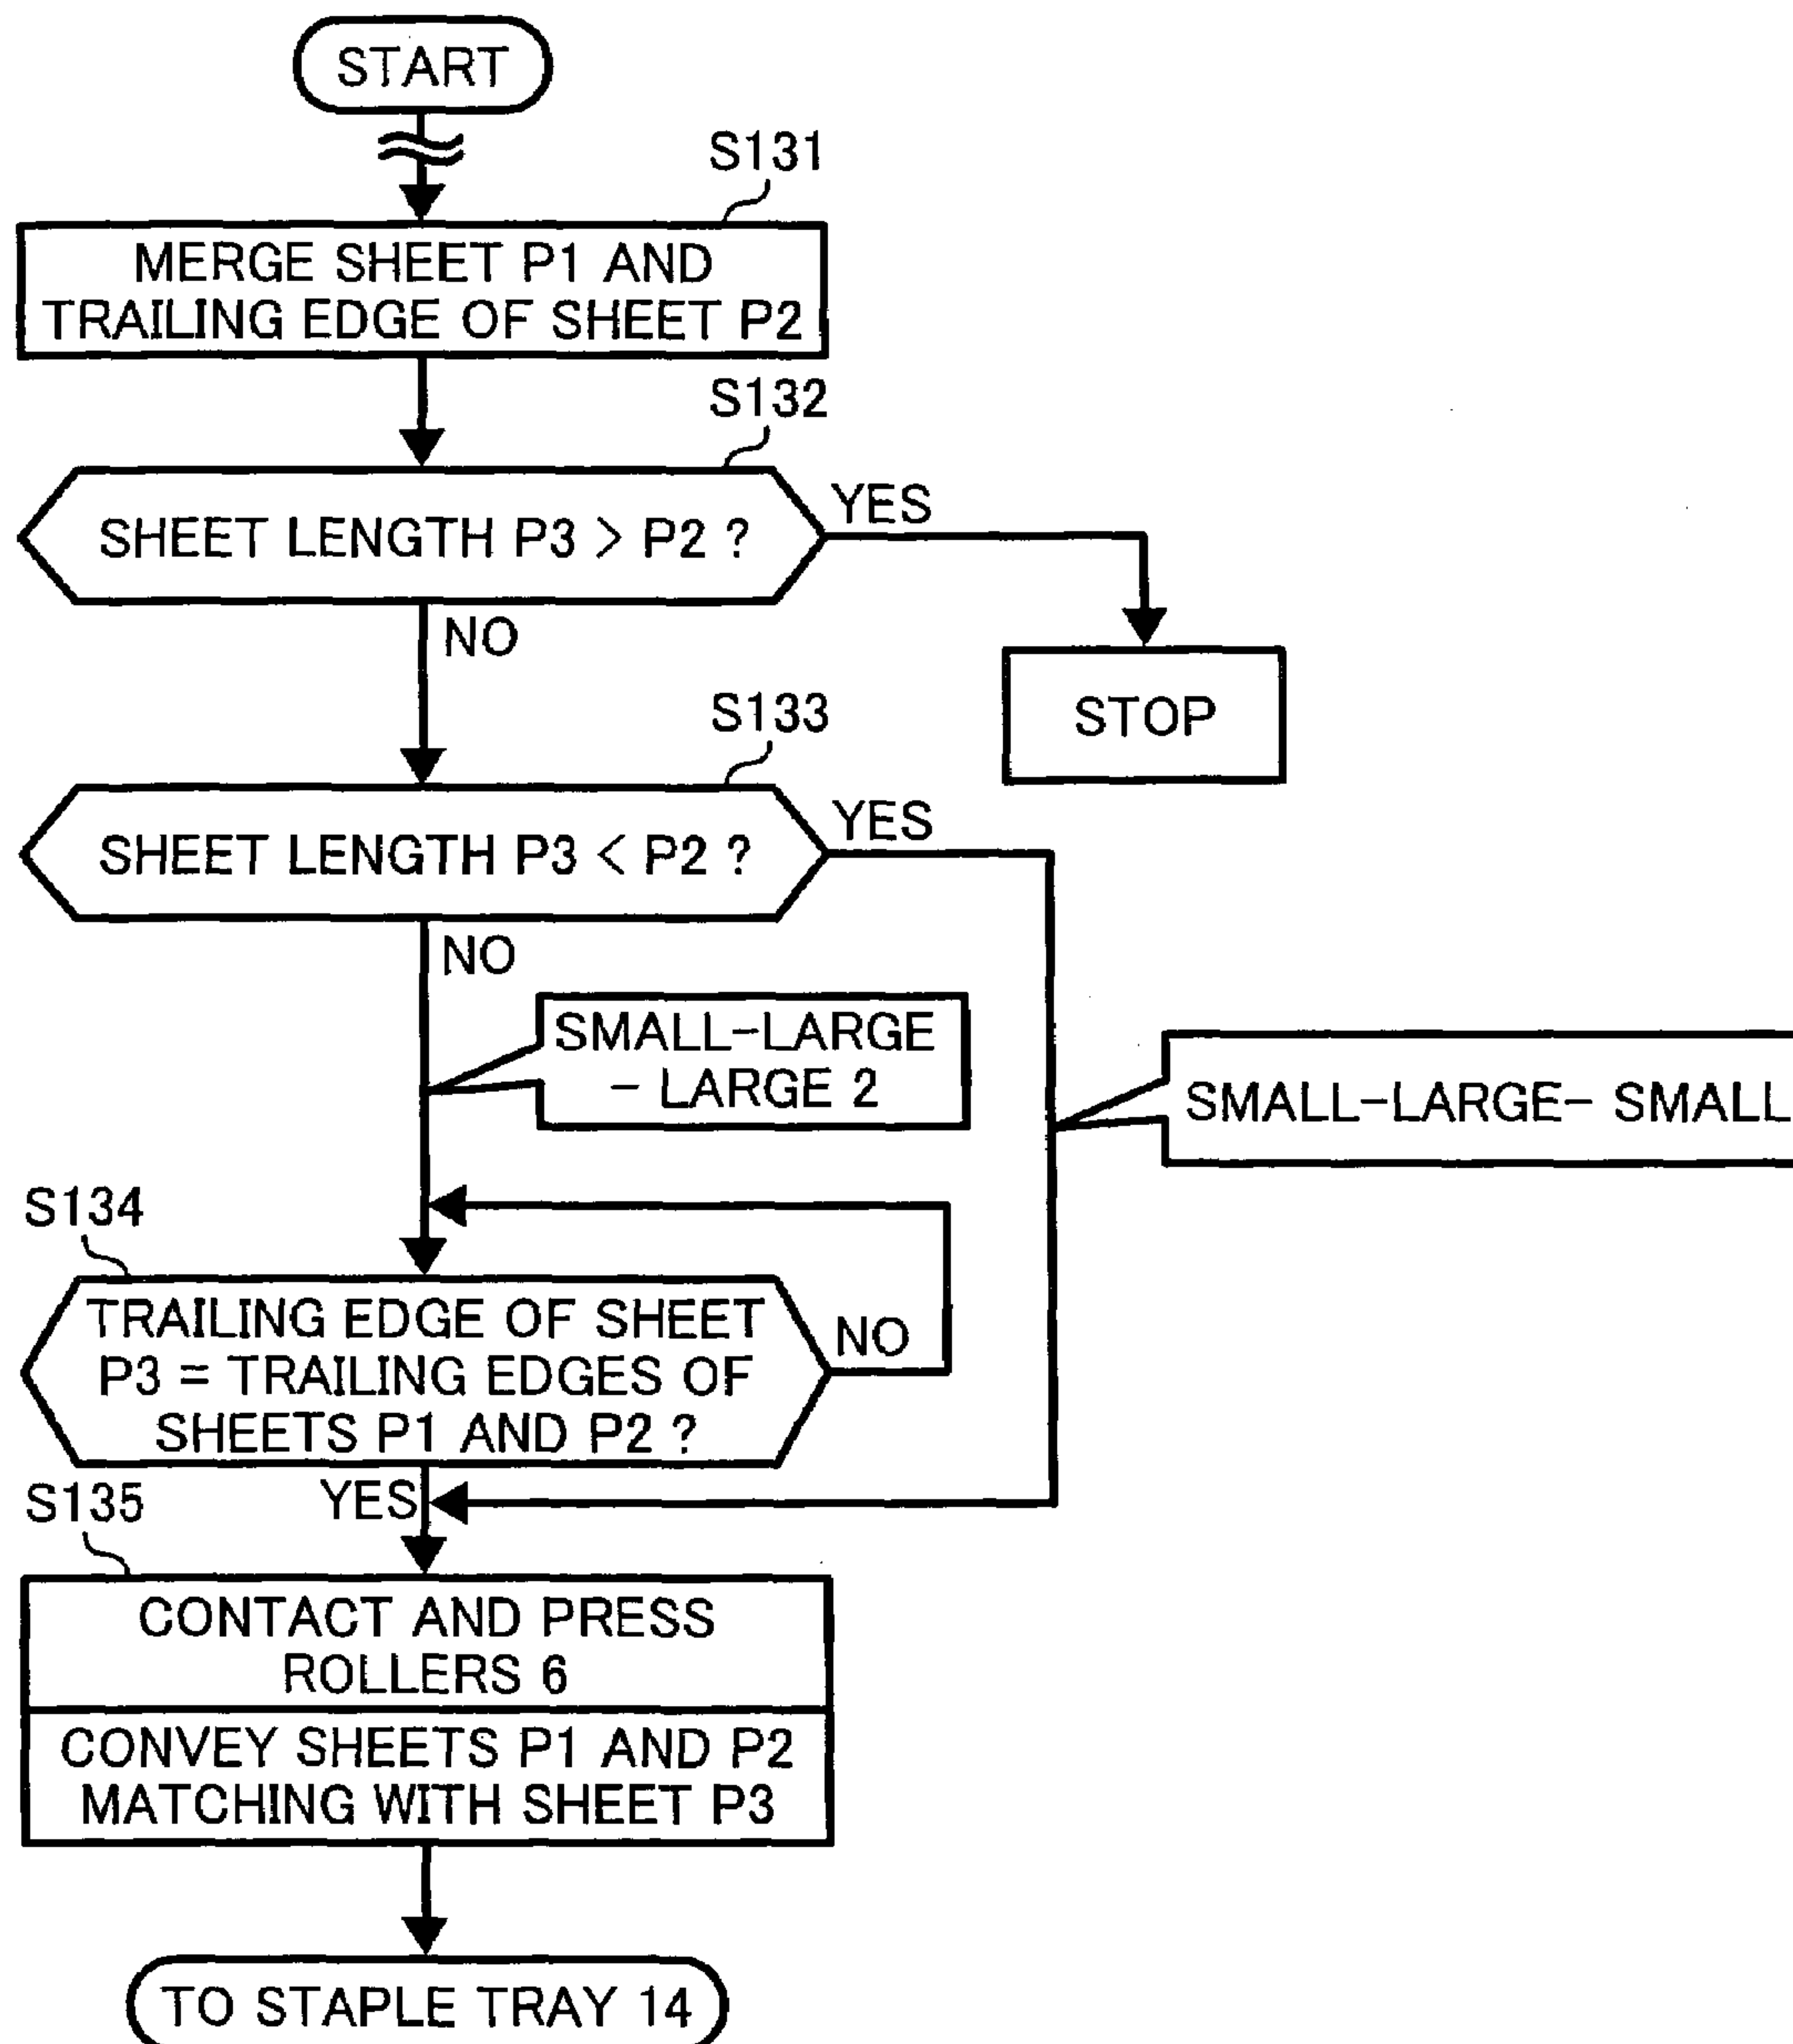 START
S131
MERGE SHEET P1 AND
TRAILING EDGE OF SHEET P2
S132
SHEET LENGTH P3 > P2 ?
YES
NO
STOP
S133
SHEET LENGTH P3 < P2 ?
YES
NO
SMALL-LARGE
- LARGE 2
SMALL-LARGE- SMALL
S134
TRAILING EDGE OF SHEET
P3 = TRAILING EDGES OF
SHEETS P1 AND P2 ?
NO
YES
S135
CONTACT AND PRESS
ROLLERS 6
CONVEY SHEETS P1 AND P2
MATCHING WITH SHEET P3
TO STAPLE TRAY 14